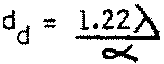 d_d = 1.22λ / α